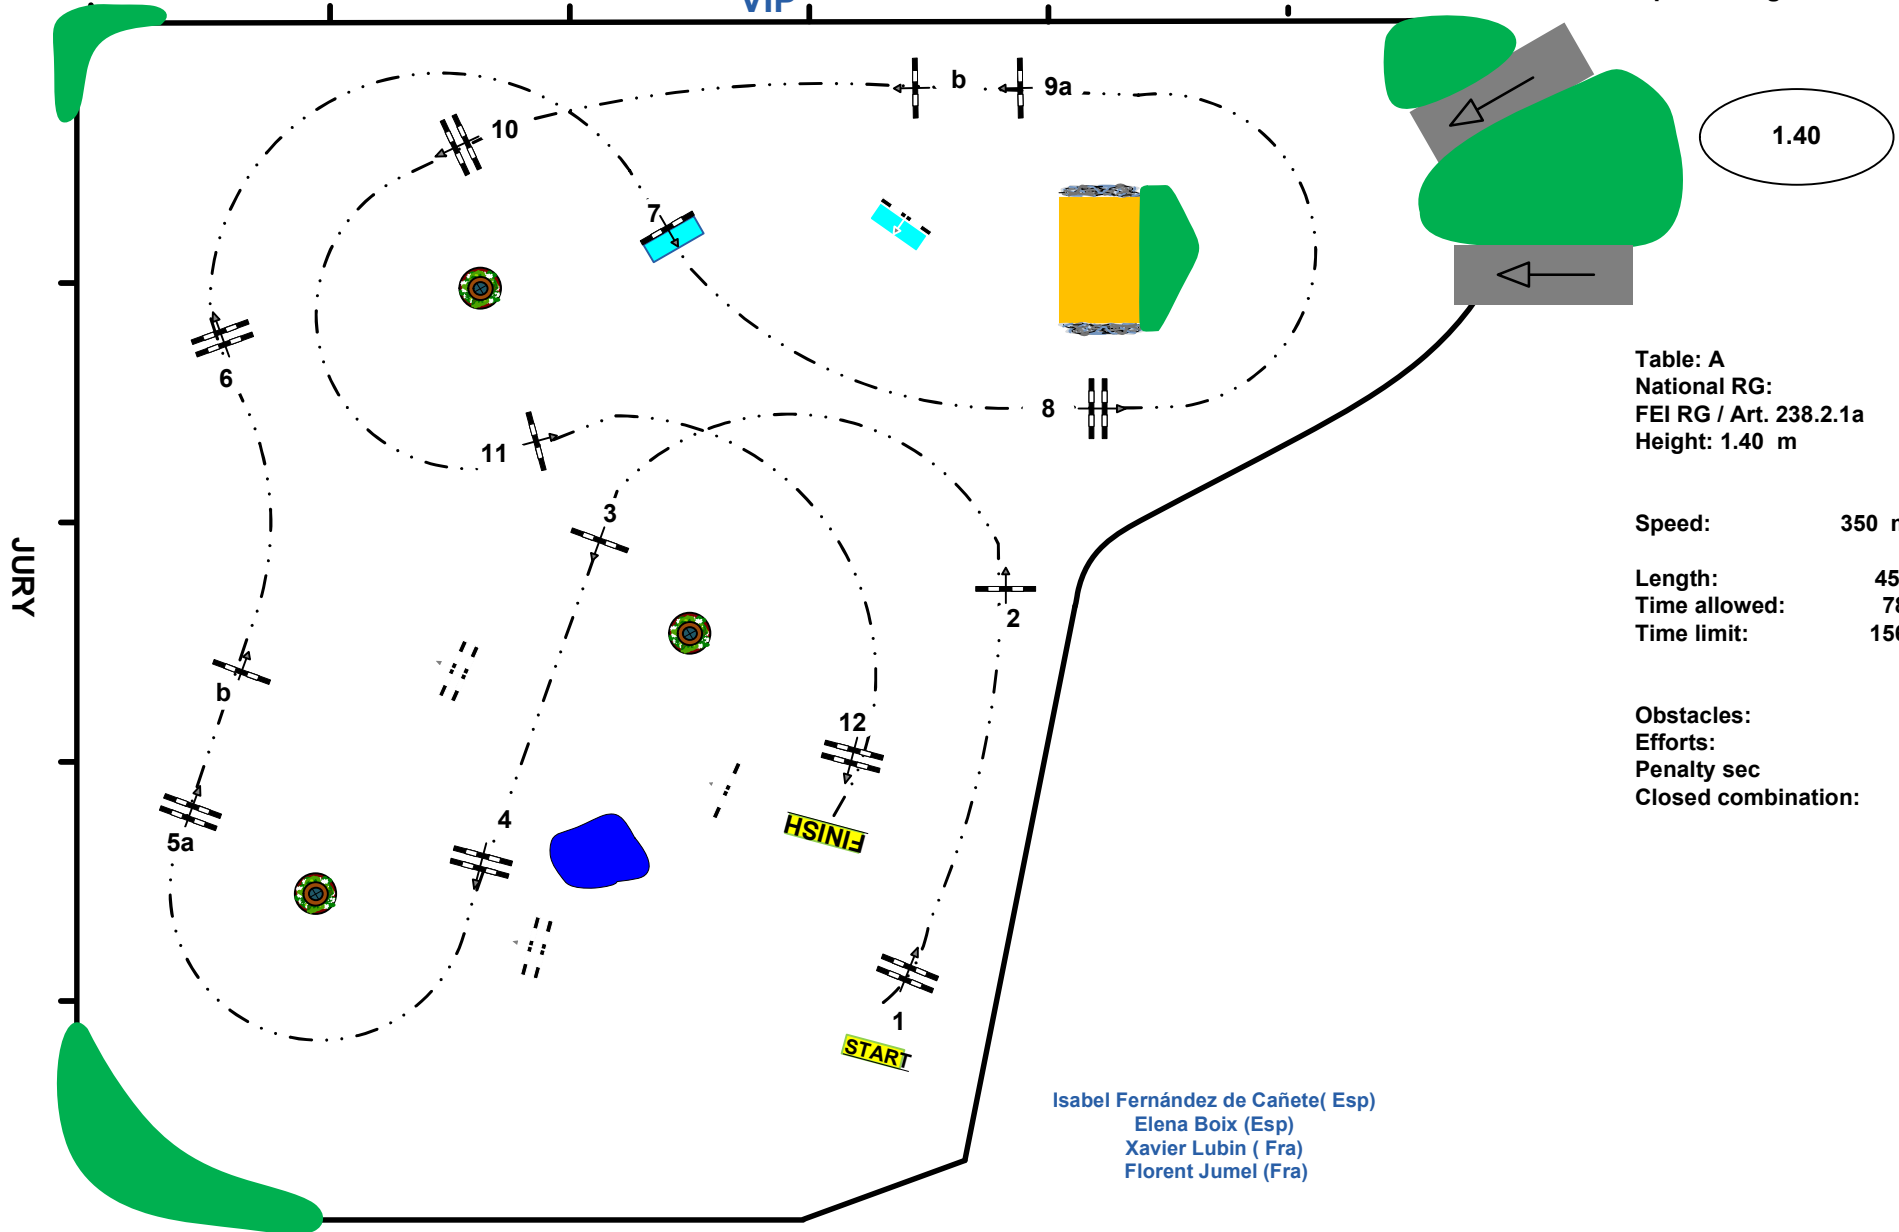 VIP
b
9a
10
1.40
7
6
8
11
3
JURY
2
b
12
5a
4
FINISH
1
START
Table: A
National RG:
FEI RG / Art. 238.2.1a
Height: 1.40 m
Speed: 350
Length: 45
Time allowed: 78
Time limit: 156
Obstacles:
Efforts:
Penalty sec
Closed combination:
Isabel Fernández de Cañete( Esp)
Elena Boix (Esp)
Xavier Lubin ( Fra)
Florent Jumel (Fra)